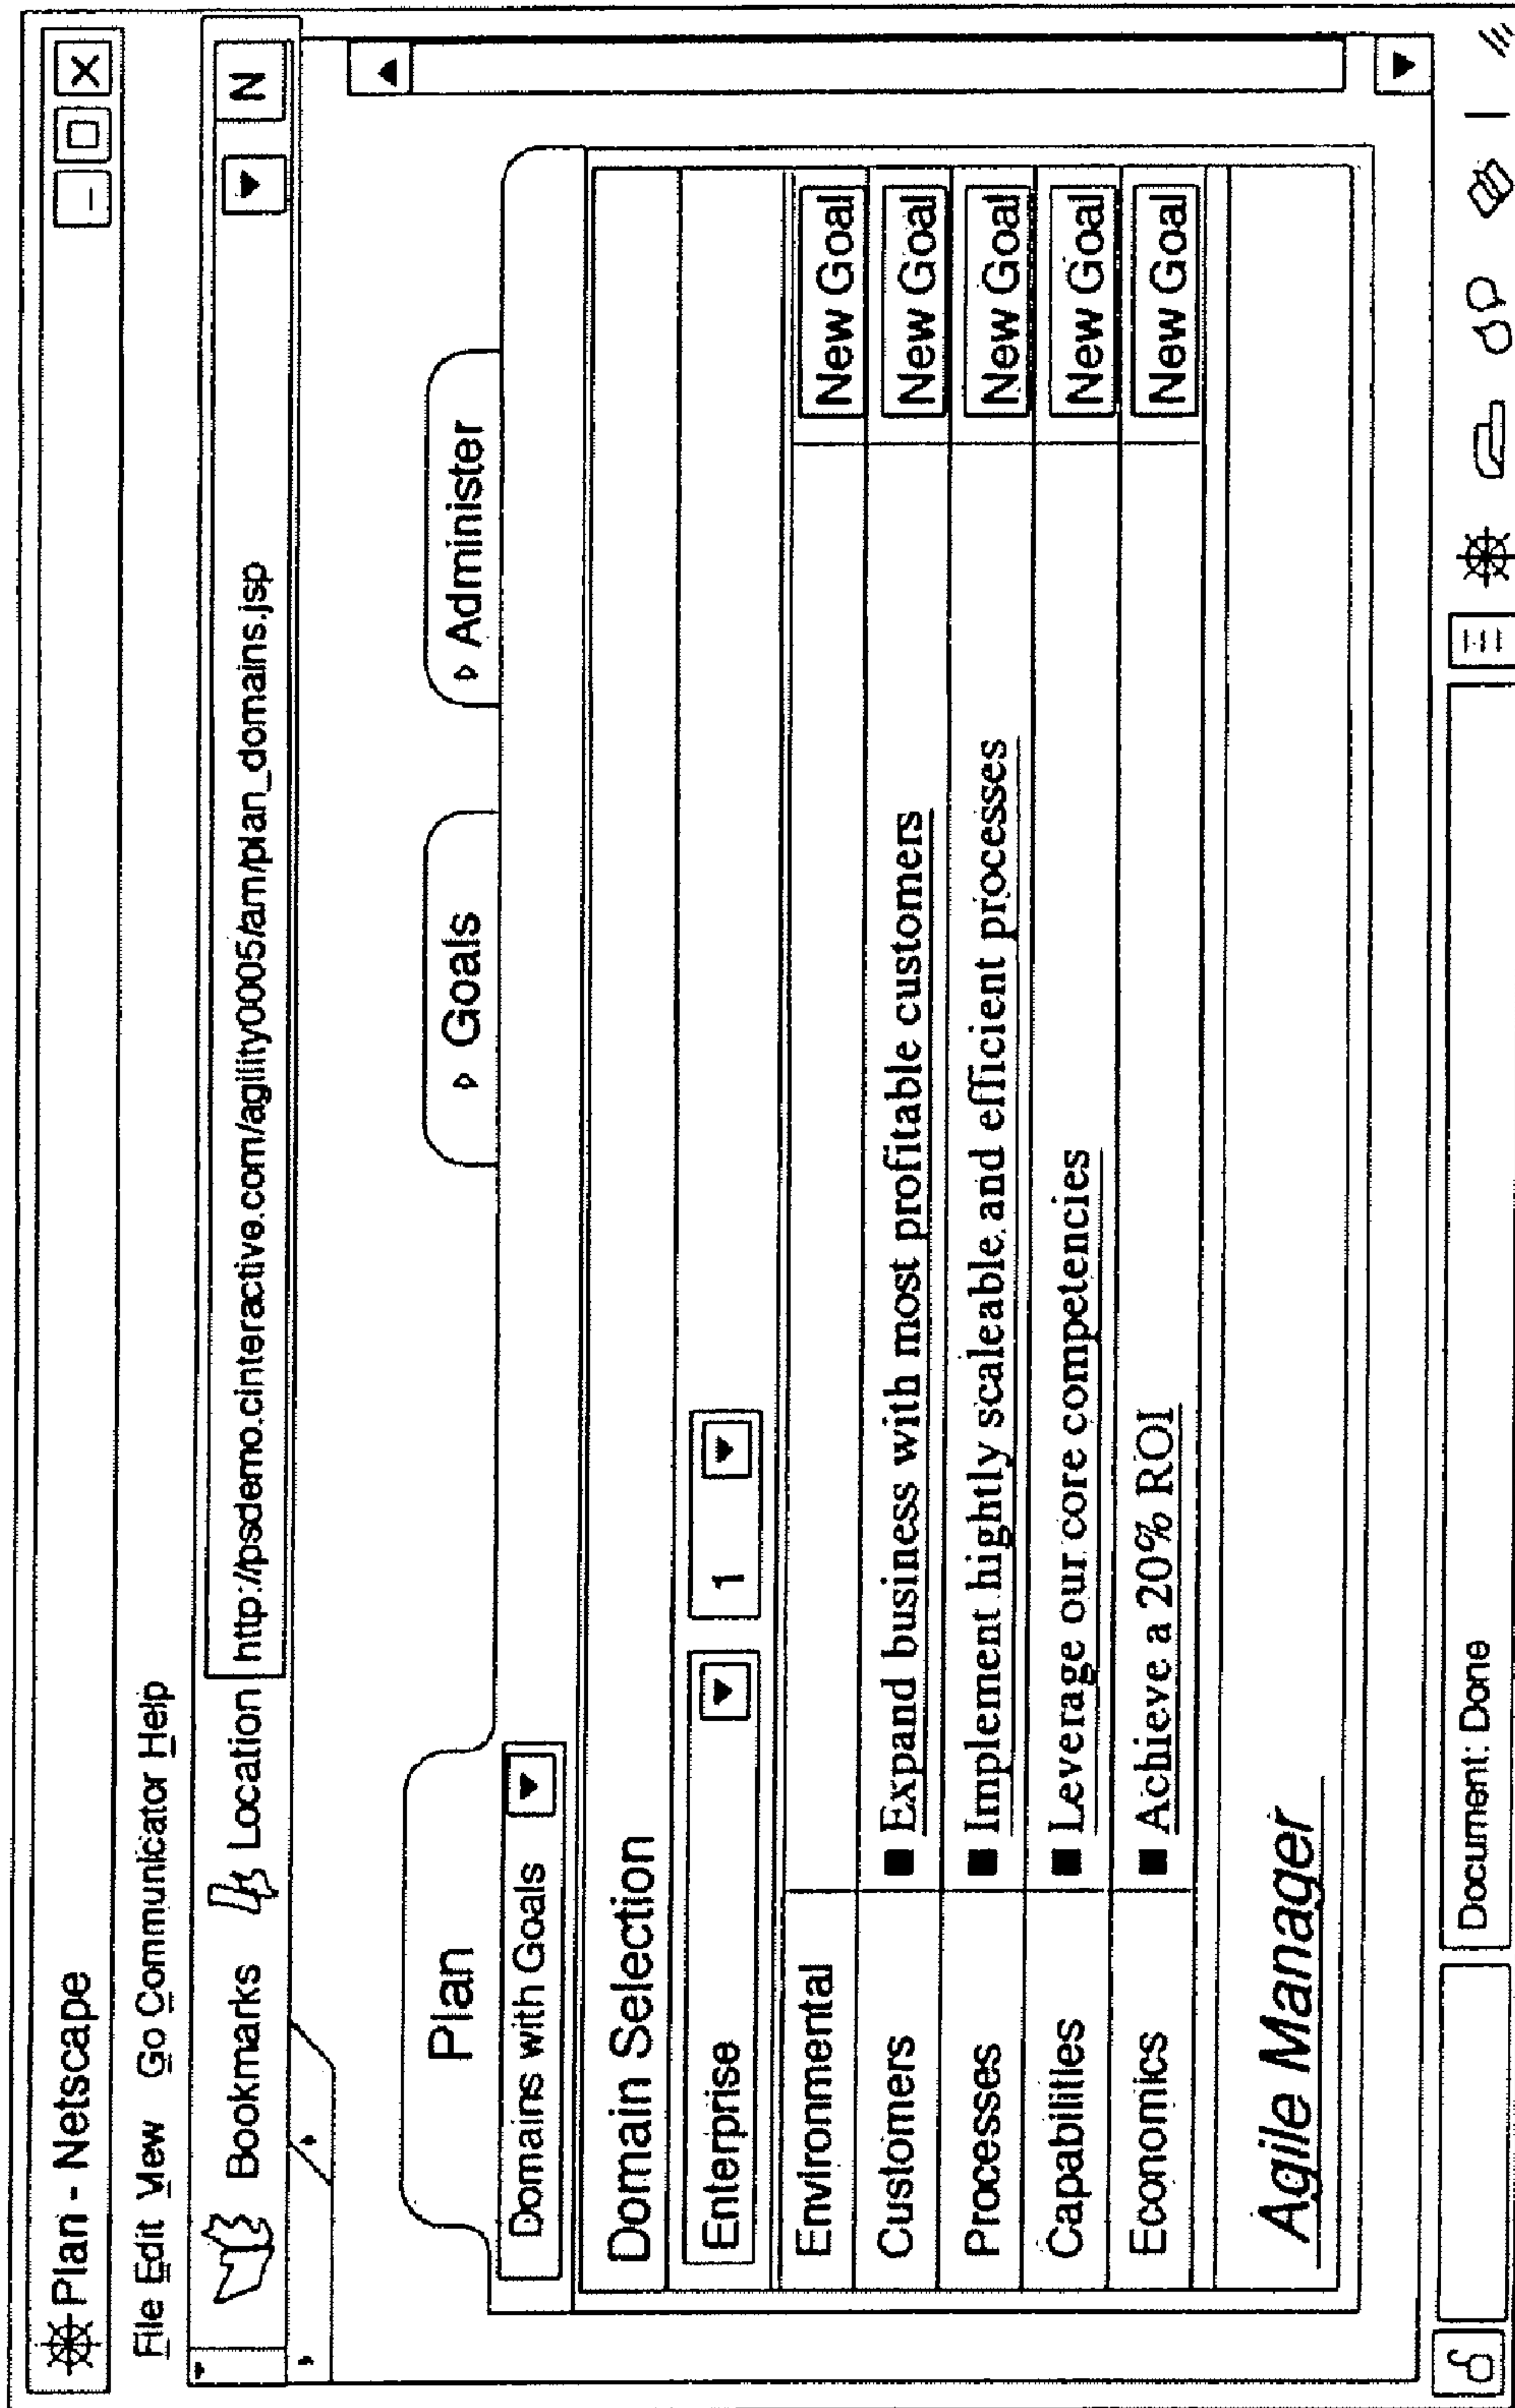 Plan - Netscape
File Edit View Go Communicator Help
Bookmarks Location http://psdemo.cinteractive.com/agility0005/am/plan_domains.jsp N
Plan Goals Administer
Domains with Goals
Domain Selection
Enterprise 1
Environmental New Goal
Customers Expand business with most profitable customers New Goal
Processes Implement highly scaleable and efficient processes New Goal
Capabilities Leverage our core competencies New Goal
Economics Achieve a 20% ROI New Goal
Agile Manager
Document: Done